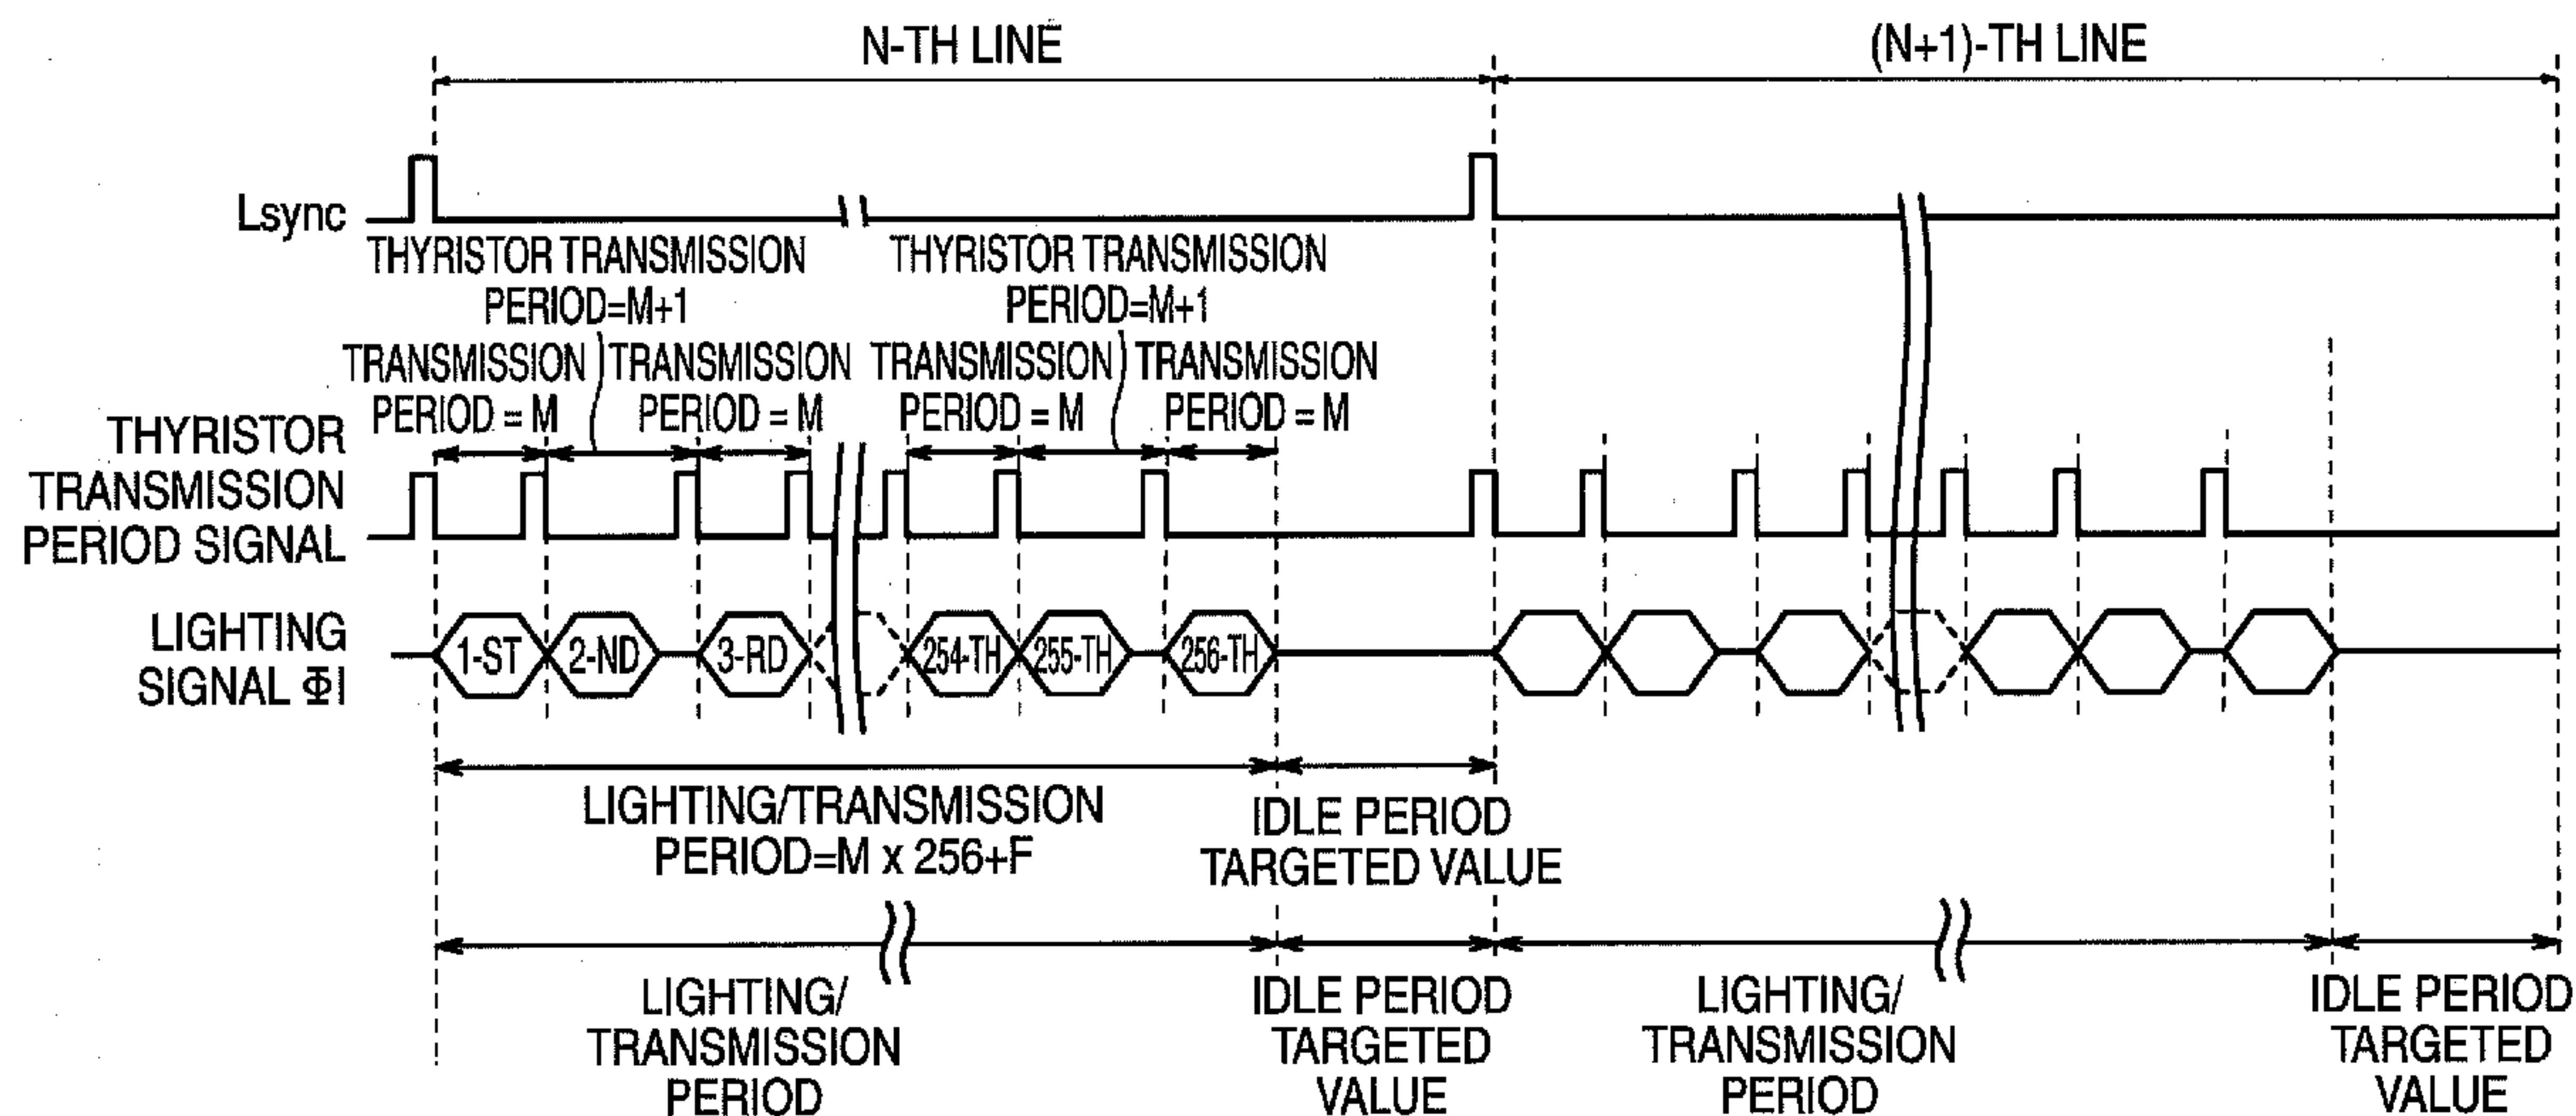 N-TH LINE
(N+1)-TH LINE
Lsync
THYRISTOR TRANSMISSION
PERIOD=M+1
THYRISTOR TRANSMISSION
PERIOD=M+1
TRANSMISSION
PERIOD = M
TRANSMISSION
PERIOD = M
TRANSMISSION
PERIOD = M
TRANSMISSION
PERIOD = M
THYRISTOR
TRANSMISSION
PERIOD SIGNAL
LIGHTING
SIGNAL ΦI
1-ST
2-ND
3-RD
254-TH
255-TH
256-TH
LIGHTING/TRANSMISSION
PERIOD=M x 256+F
IDLE PERIOD
TARGETED VALUE
LIGHTING/
TRANSMISSION
PERIOD
IDLE PERIOD
TARGETED
VALUE
LIGHTING/
TRANSMISSION
PERIOD
IDLE PERIOD
TARGETED
VALUE